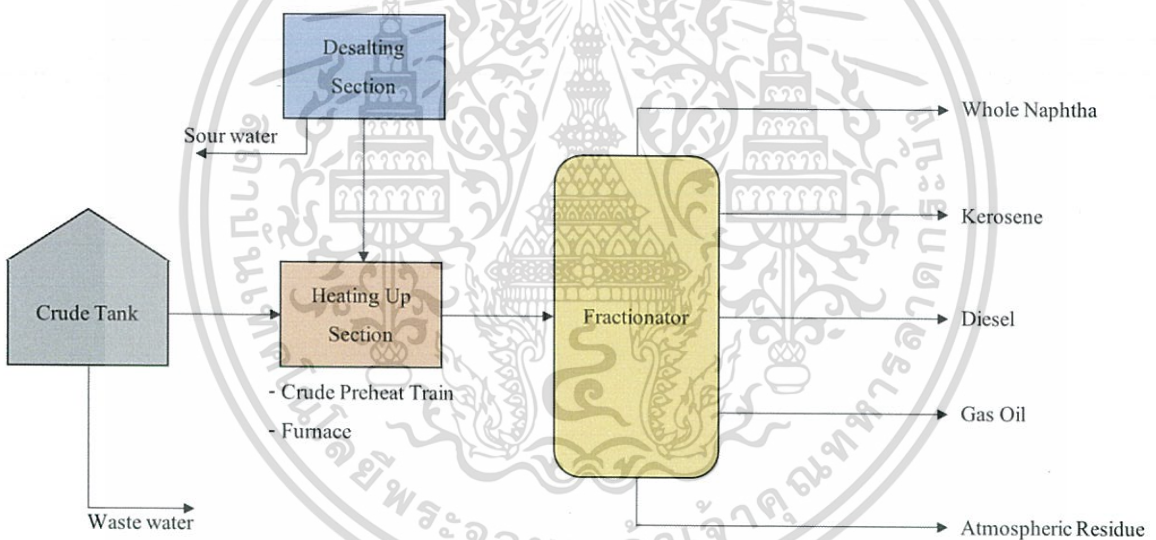 Desalting
Section
Sour water
Whole Naphtha
Kerosene
Crude Tank
Heating Up
Section
Fractionator
Diesel
- Crude Preheat Train
- Furnace
Gas Oil
Waste water
Atmospheric Residue